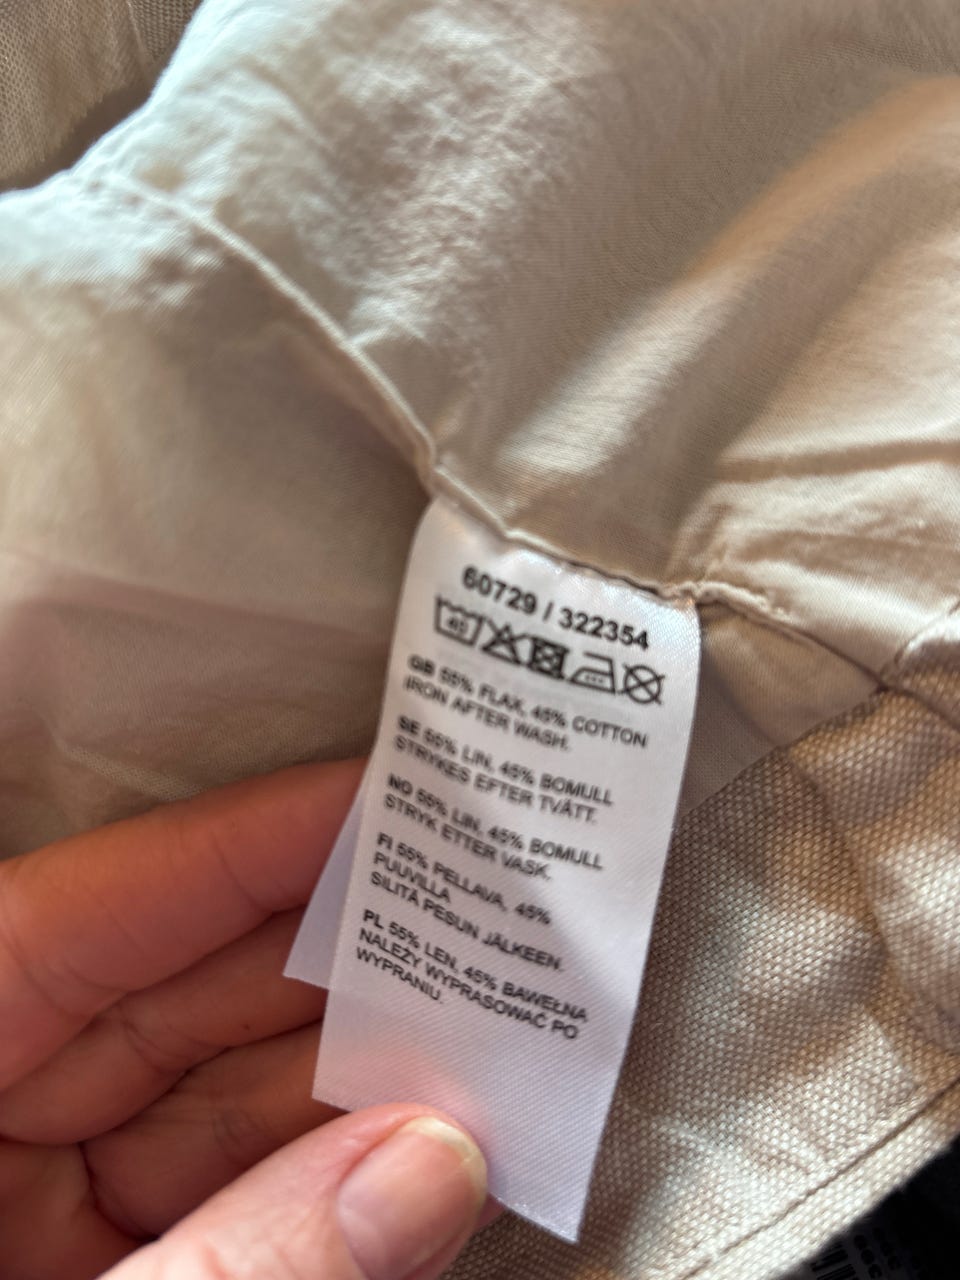 60729 / 322354
40
GB 55% FLAX, 45% COTTON
IRON AFTER WASH.
SE 55% LIN, 45% BOMULL
STRYKES EFTER TVÄTT.
NO 55% LIN, 45% BOMULL
STRYK ETTER VASK.
FI 55% PELLAVA, 45%
PUUVILLA
SILITÄ PESUN JÄLKEEN.
PL 55% LEN, 45% BAWEŁNA
NALEŻY WYPRASOWAĆ PO
WYPRANIU.